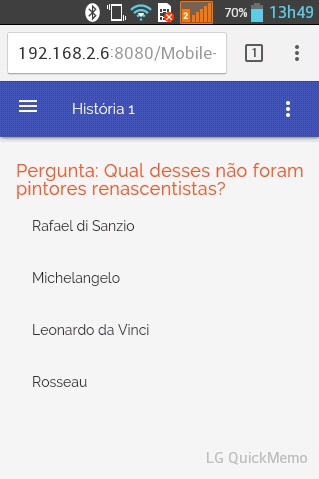 2 70% 13h49
192.168.2.6:8080/Mobile-
1
História 1
Pergunta: Qual desses não foram
pintores renascentistas?
Rafael di Sanzio
Michelangelo
Leonardo da Vinci
Rosseau
LG QuickMemo